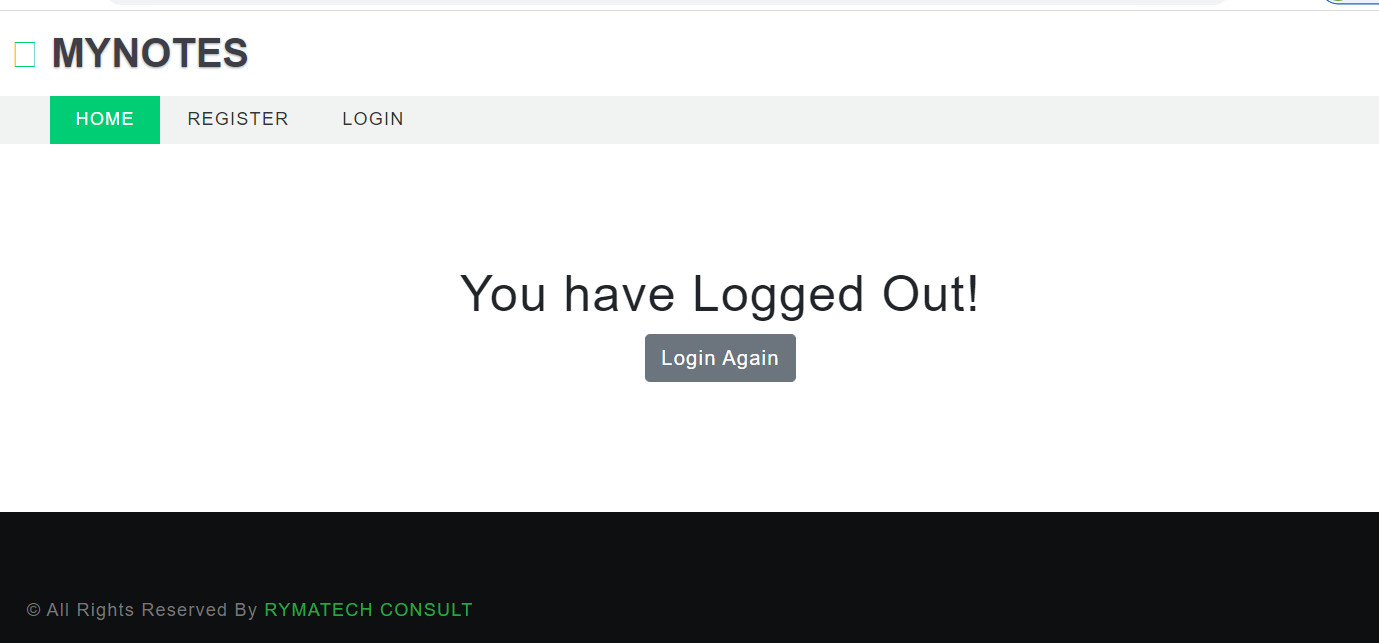 MYNOTES
HOME REGISTER LOGIN
You have Logged Out!
Login Again
© All Rights Reserved By RYMATECH CONSULT